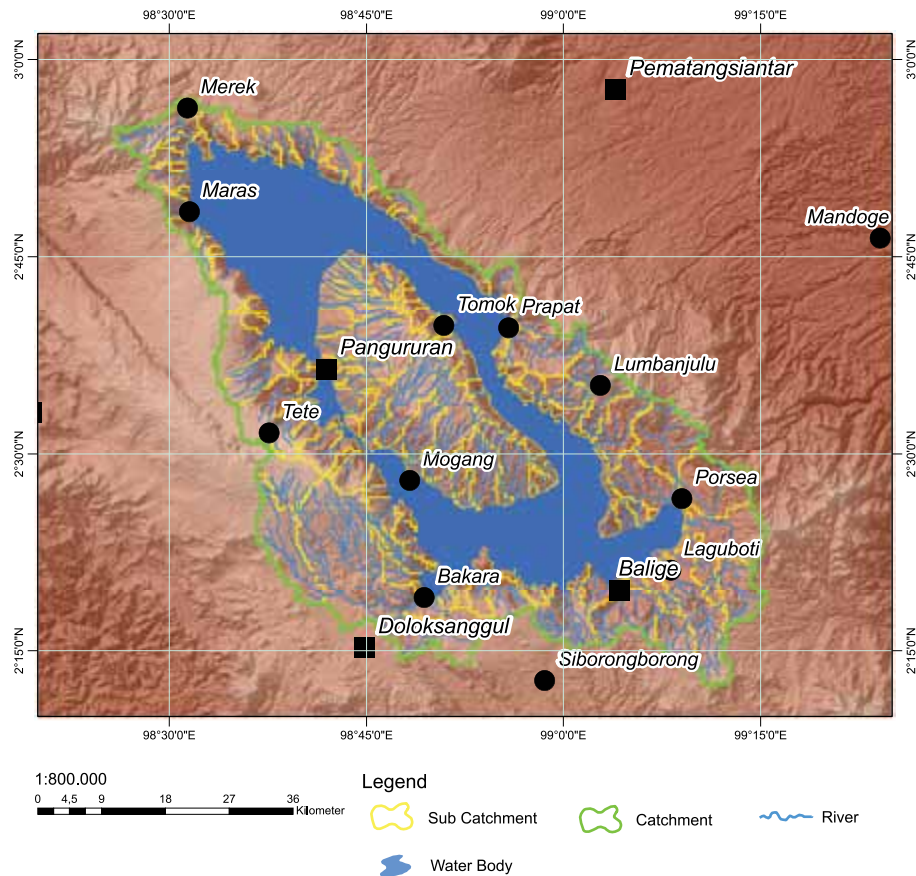 98°30'0"E 98°45'0"E 99°0'0"E 99°15'0"E
3°0'0"N 3°0'0"N
Pematangsiantar
Merek
Maras
Mandoge
2°45'0"N 2°45'0"N
Tomok Prapat
Pangururan
Lumbanjulu
Tete
2°30'0"N 2°30'0"N
Mogang
Porsea
Laguboti
Balige
Bakara
Doloksanggul
2°15'0"N 2°15'0"N
Siborongborong
98°30'0"E 98°45'0"E 99°0'0"E 99°15'0"E
1:800.000
0 4,5 9 18 27 36
Kilometer
Legend
Sub Catchment Catchment River
Water Body